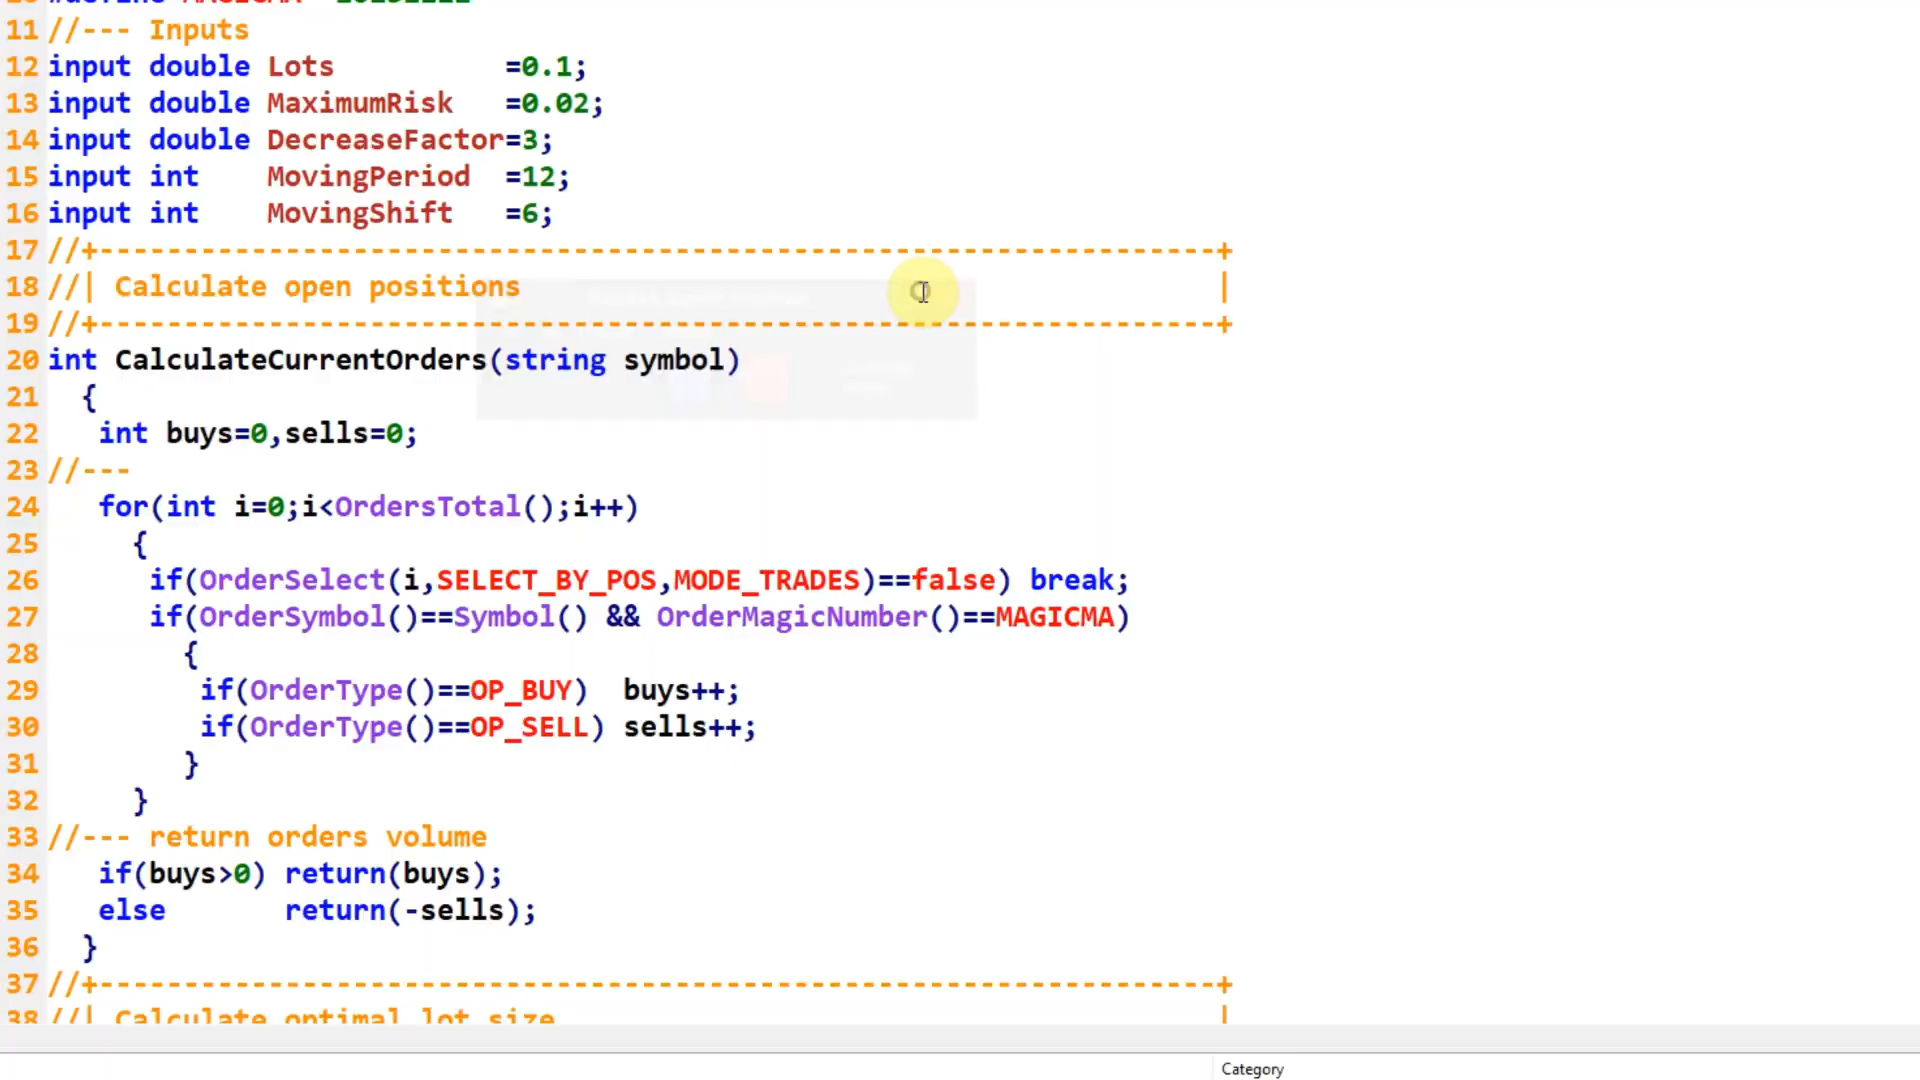 11 //--- Inputs
12 input double Lots          =0.1;
13 input double MaximumRisk   =0.02;
14 input double DecreaseFactor=3;
15 input int    MovingPeriod  =12;
16 input int    MovingShift   =6;
17 //+------------------------------------------------------------------+
18 //| Calculate open positions                                         |
19 //+------------------------------------------------------------------+
20 int CalculateCurrentOrders(string symbol)
21   {
22    int buys=0,sells=0;
23 //---
24    for(int i=0;i<OrdersTotal();i++)
25      {
26       if(OrderSelect(i,SELECT_BY_POS,MODE_TRADES)==false) break;
27       if(OrderSymbol()==Symbol() && OrderMagicNumber()==MAGICMA)
28         {
29          if(OrderType()==OP_BUY)  buys++;
30          if(OrderType()==OP_SELL) sells++;
31         }
32      }
33 //--- return orders volume
34    if(buys>0) return(buys);
35    else       return(-sells);
36   }
37 //+------------------------------------------------------------------+
38 //| Calculate optimal lot size                                       |
Category